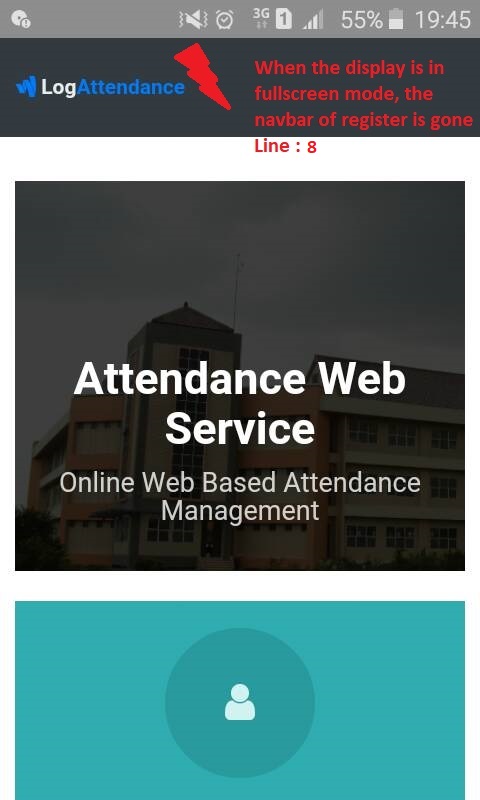 3G 1 55% 19:45
LogAttendance
When the display is in
fullscreen mode, the
navbar of register is gone
Line : 8
Attendance Web
Service
Online Web Based Attendance
Management